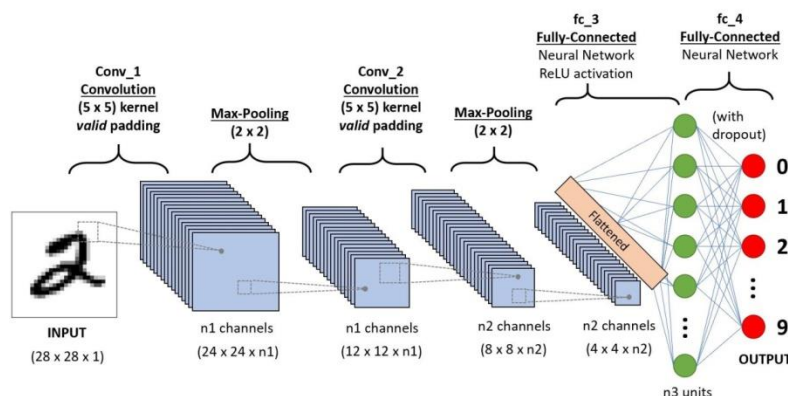 fc_3
Fully-Connected
Neural Network
ReLU activation
fc_4
Fully-Connected
Neural Network
Conv_1
Convolution
(5 x 5) kernel
valid padding
Max-Pooling
(2 x 2)
Conv_2
Convolution
(5 x 5) kernel
valid padding
Max-Pooling
(2 x 2)
(with
dropout)
Flattened
0
1
2
9
OUTPUT
INPUT
(28 x 28 x 1)
n1 channels
(24 x 24 x n1)
n1 channels
(12 x 12 x n1)
n2 channels
(8 x 8 x n2)
n2 channels
(4 x 4 x n2)
n3 units
2